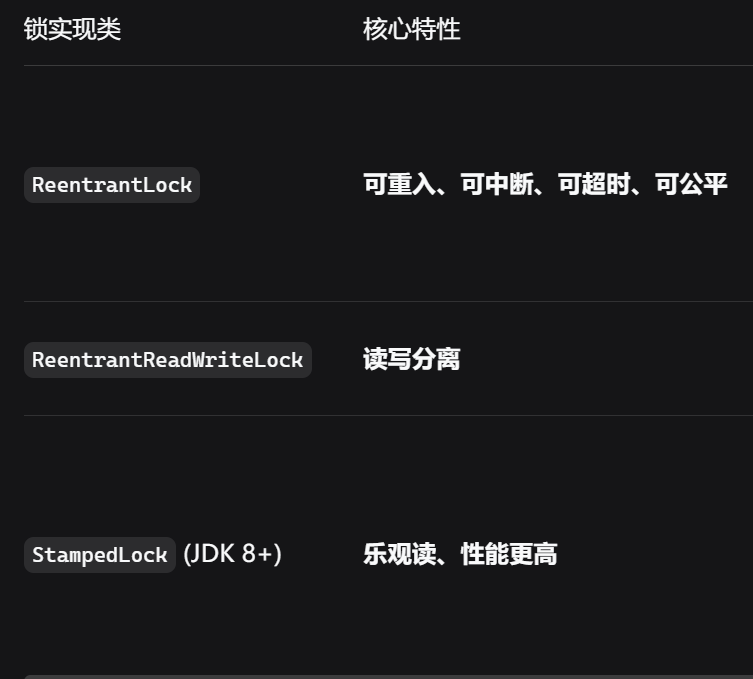 锁实现类 核心特性
ReentrantLock 可重入、可中断、可超时、可公平
ReentrantReadWriteLock 读写分离
StampedLock (JDK 8+) 乐观读、性能更高